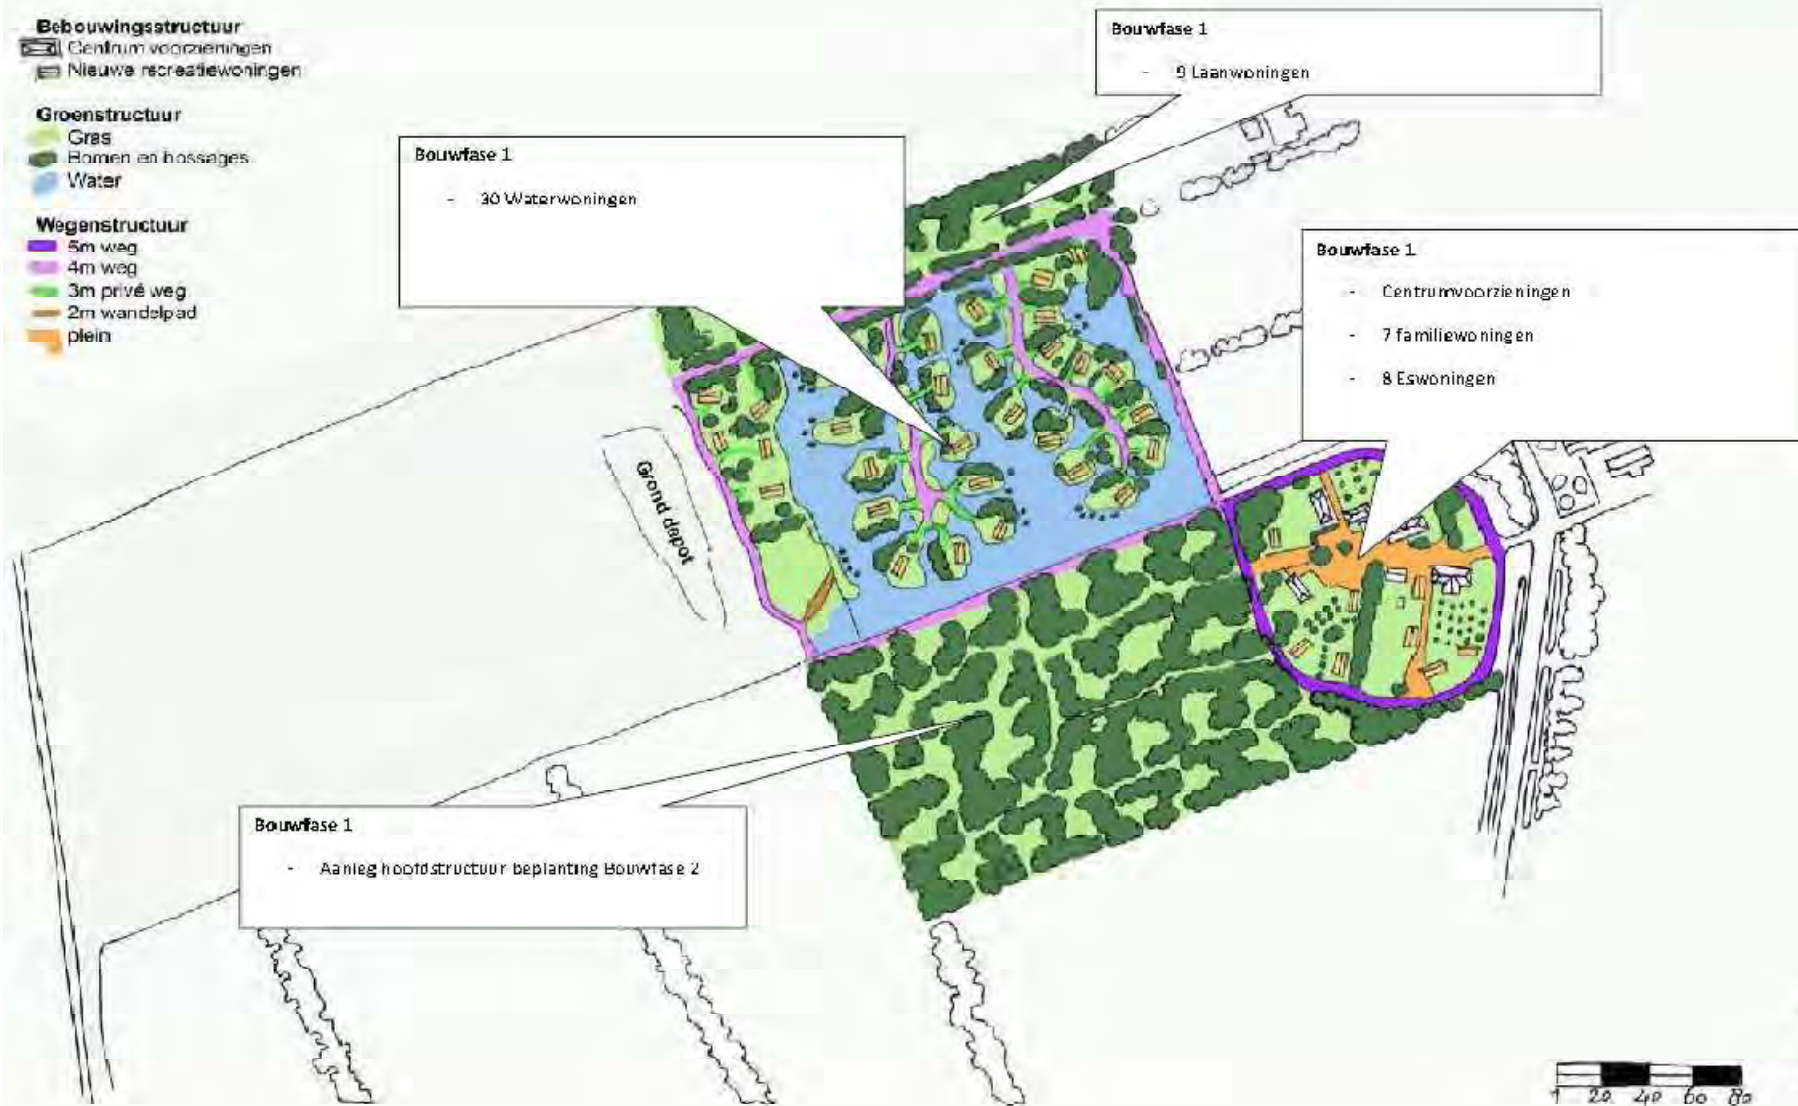 Bebouwingsstructuur
Centrum voorzieningen
Nieuwe recreatiewoningen
Groenstructuur
Gras
Bomen en bossages
Water
Wegenstructuur
5m weg
4m weg
3m privé weg
2m wandelpad
plein
Bouwfase 1
- 9 Laanwoningen
Bouwfase 1
- 30 Waterwoningen
Bouwfase 1
- Centrumvoorzieningen
- 7 familiewoningen
- 8 Eswoningen
Grond depot
Bouwfase 1
- Aanleg hoofdstructuur beplanting Bouwfase 2
1 20 40 60 80